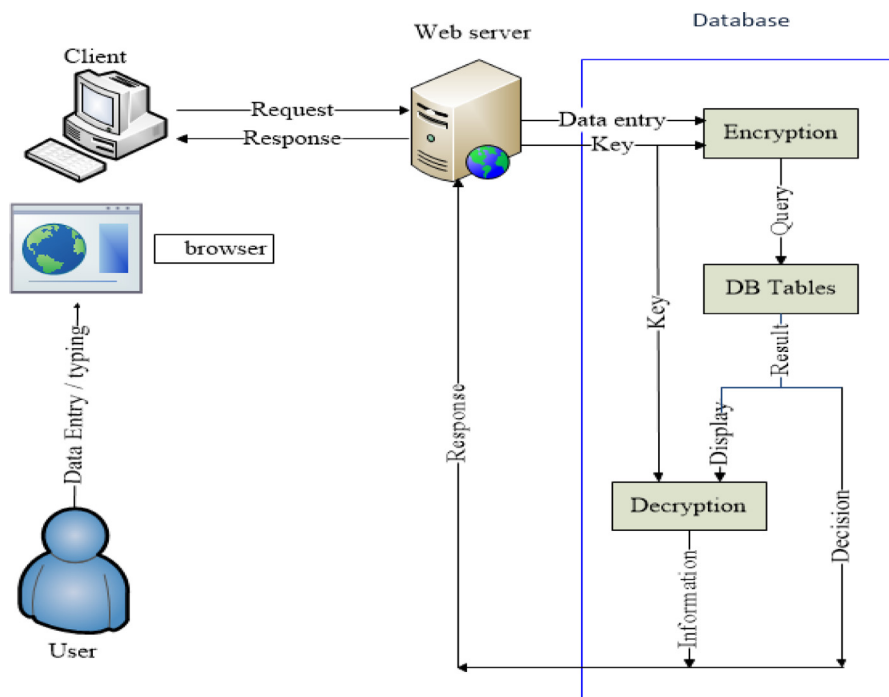 Database
Web server
Client
Request
Response
Data entry
Key
Encryption
Query
browser
DB Tables
Key
Result
Data Entry / typing
Response
Display
Decryption
Decision
Information
User